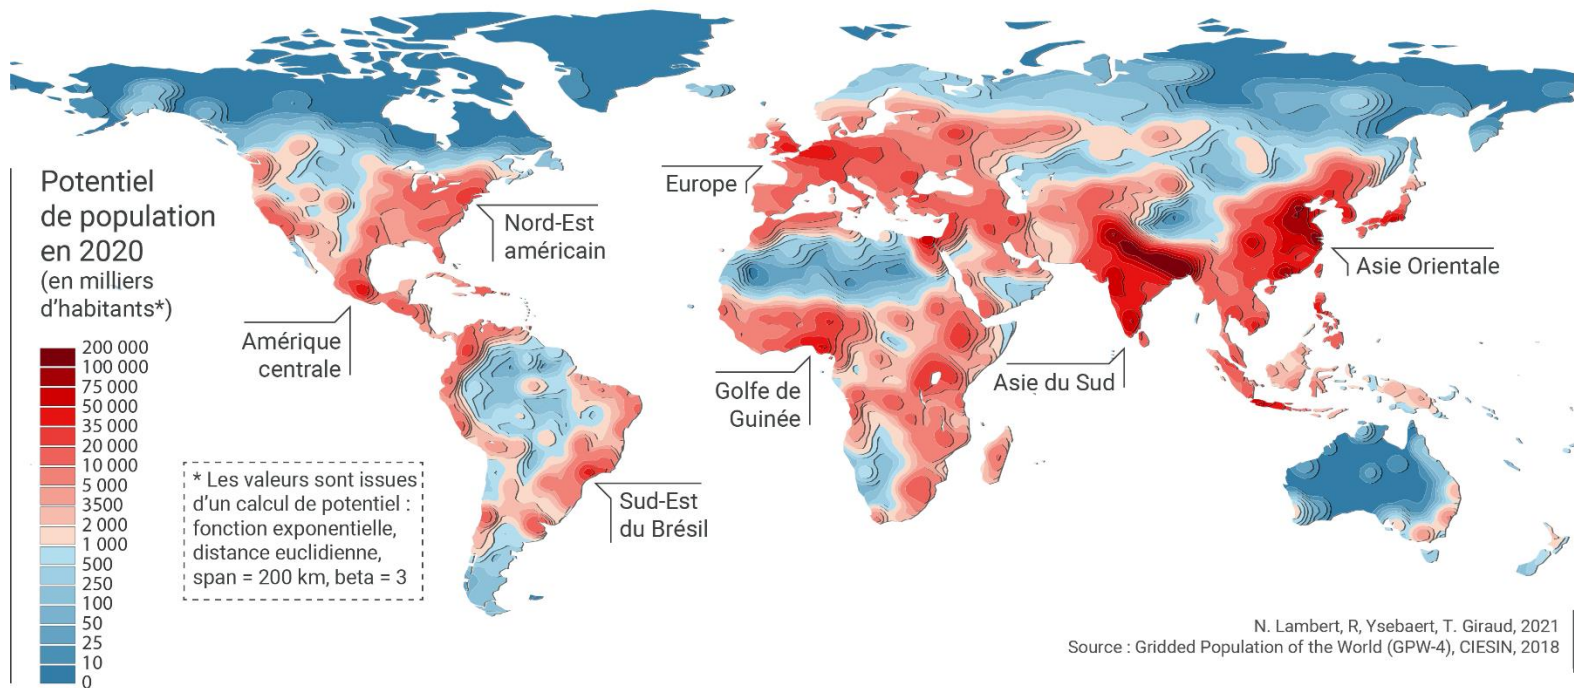 Potentiel
de population
en 2020
(en milliers
d'habitants*)
200 000
100 000
75 000
50 000
35 000
20 000
10 000
5 000
3500
2 000
1 000
500
250
100
50
25
10
0
* Les valeurs sont issues
d'un calcul de potentiel :
fonction exponentielle,
distance euclidienne,
span = 200 km, beta = 3
Nord-Est
américain
Amérique
centrale
Sud-Est
du Brésil
Europe
Golfe de
Guinée
Asie du Sud
Asie Orientale
N. Lambert, R, Ysebaert, T. Giraud, 2021
Source : Gridded Population of the World (GPW-4), CIESIN, 2018